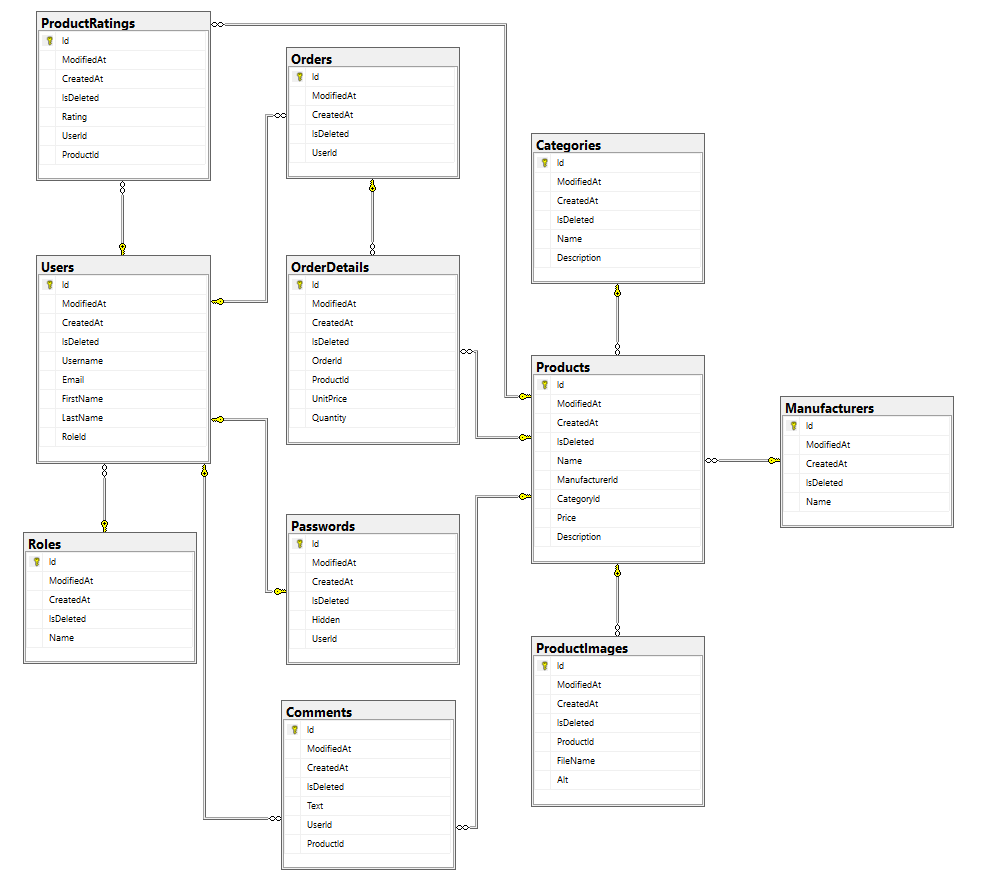 ProductRatings
Id
ModifiedAt
CreatedAt
IsDeleted
Rating
UserId
ProductId
Orders
Id
ModifiedAt
CreatedAt
IsDeleted
UserId
Categories
Id
ModifiedAt
CreatedAt
IsDeleted
Name
Description
Users
Id
ModifiedAt
CreatedAt
IsDeleted
Username
Email
FirstName
LastName
RoleId
OrderDetails
Id
ModifiedAt
CreatedAt
IsDeleted
OrderId
ProductId
UnitPrice
Quantity
Products
Id
ModifiedAt
CreatedAt
IsDeleted
Name
ManufacturerId
CategoryId
Price
Description
Manufacturers
Id
ModifiedAt
CreatedAt
IsDeleted
Name
Roles
Id
ModifiedAt
CreatedAt
IsDeleted
Name
Passwords
Id
ModifiedAt
CreatedAt
IsDeleted
Hidden
UserId
ProductImages
Id
ModifiedAt
CreatedAt
IsDeleted
ProductId
FileName
Alt
Comments
Id
ModifiedAt
CreatedAt
IsDeleted
Text
UserId
ProductId